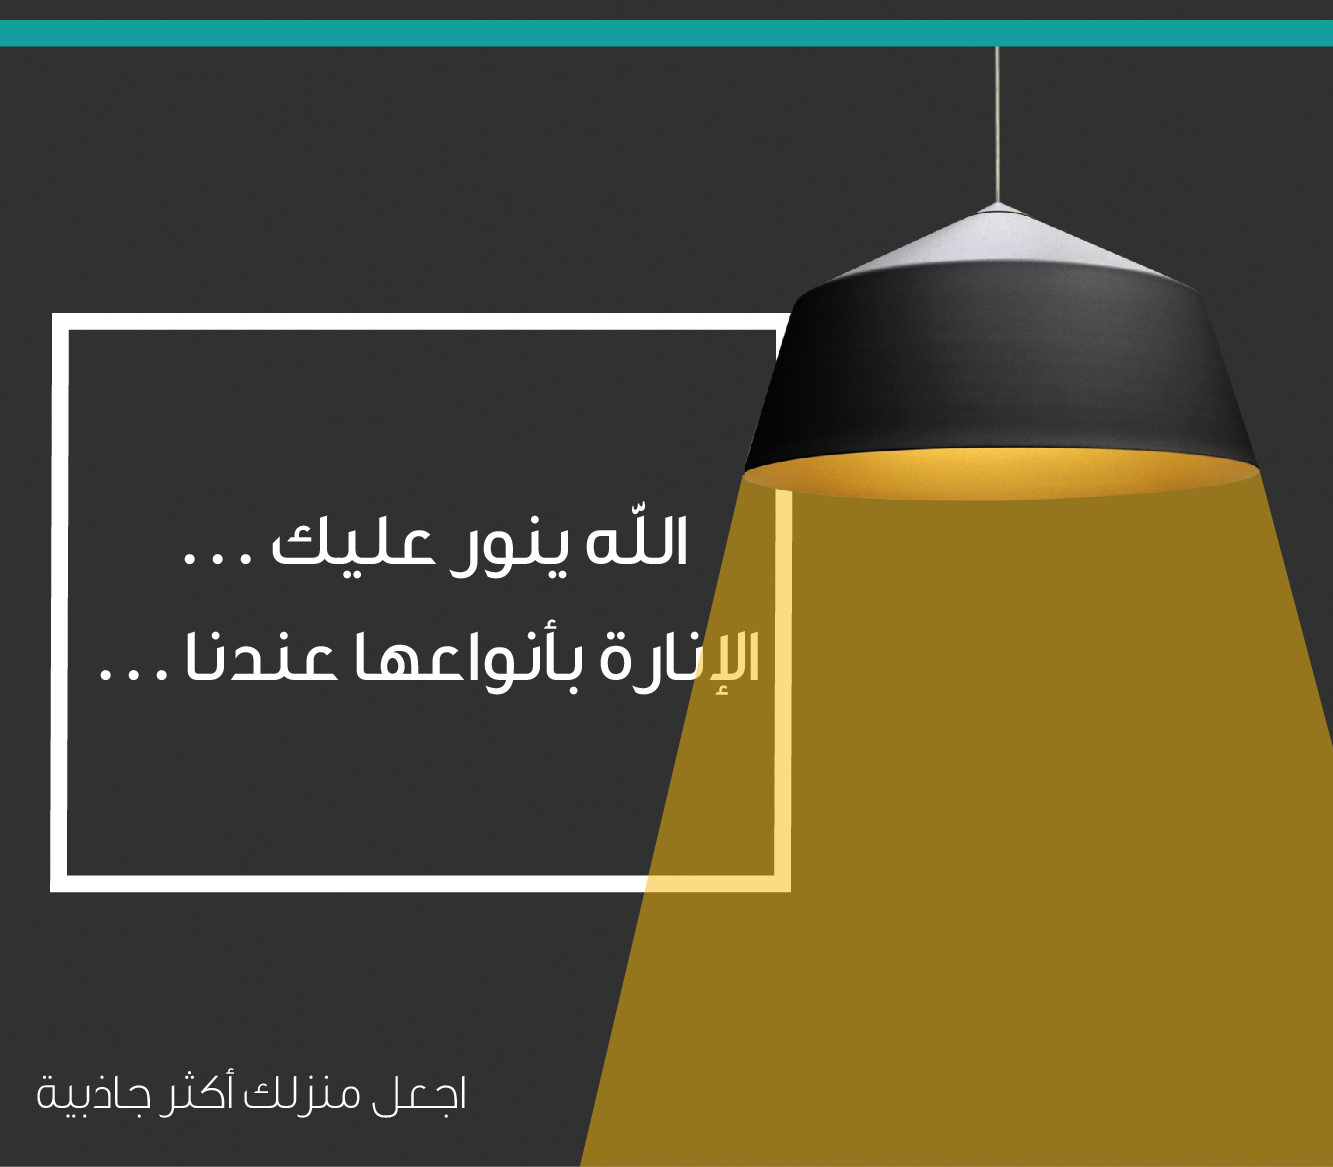 اللّه ينور عليك ...
الإنارة بأنواعها عندنا ...
اجعل منزلك أكثر جاذبية